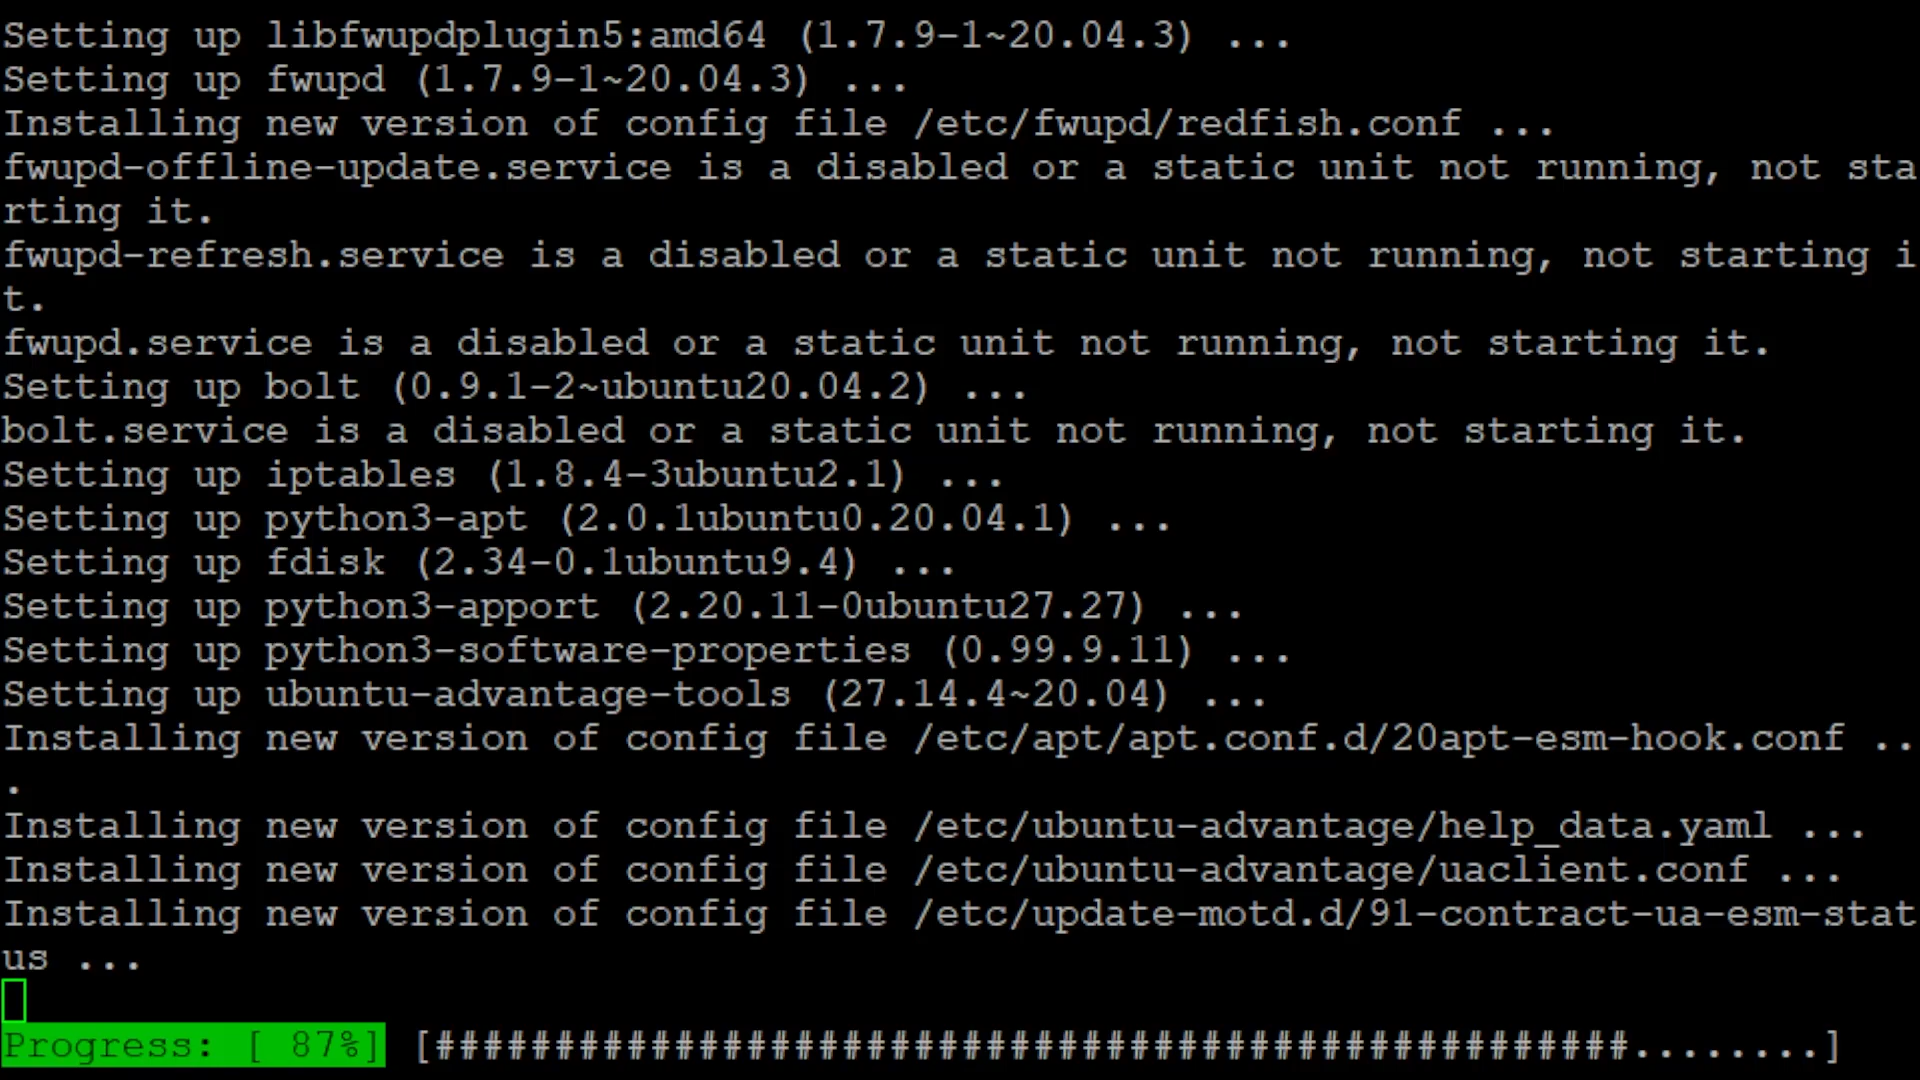 Setting up libfwupdplugin5:amd64 (1.7.9-1~20.04.3) ...
Setting up fwupd (1.7.9-1~20.04.3) ...
Installing new version of config file /etc/fwupd/redfish.conf ...
fwupd-offline-update.service is a disabled or a static unit not running, not sta
rting it.
fwupd-refresh.service is a disabled or a static unit not running, not starting i
t.
fwupd.service is a disabled or a static unit not running, not starting it.
Setting up bolt (0.9.1-2~ubuntu20.04.2) ...
bolt.service is a disabled or a static unit not running, not starting it.
Setting up iptables (1.8.4-3ubuntu2.1) ...
Setting up python3-apt (2.0.1ubuntu0.20.04.1) ...
Setting up fdisk (2.34-0.1ubuntu9.4) ...
Setting up python3-apport (2.20.11-0ubuntu27.27) ...
Setting up python3-software-properties (0.99.9.11) ...
Setting up ubuntu-advantage-tools (27.14.4~20.04) ...
Installing new version of config file /etc/apt/apt.conf.d/20apt-esm-hook.conf ..
.
Installing new version of config file /etc/ubuntu-advantage/help_data.yaml ...
Installing new version of config file /etc/ubuntu-advantage/uaclient.conf ...
Installing new version of config file /etc/update-motd.d/91-contract-ua-esm-stat
us ...
Progress: [ 87%] [##################################################........]